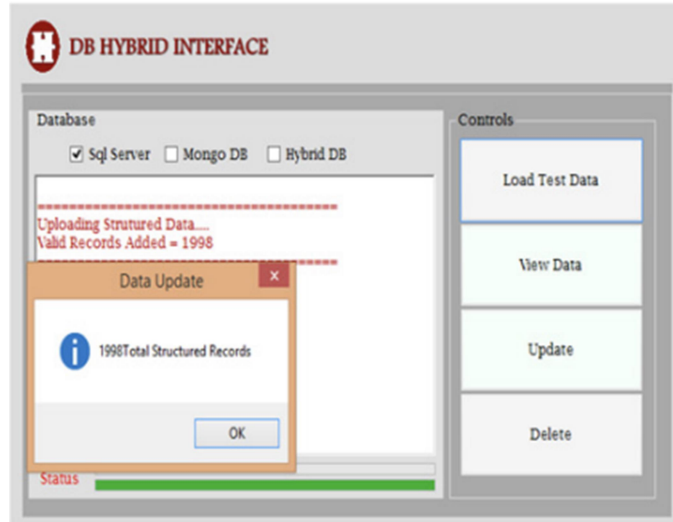 DB HYBRID INTERFACE
Database
Controls
Sql Server Mongo DB Hybrid DB
Load Test Data
==========================================
Uploading Strutured Data....
Valid Records Added = 1998
==========================================
View Data
Data Update
x
1998Total Structured Records
Update
OK
Delete
Status